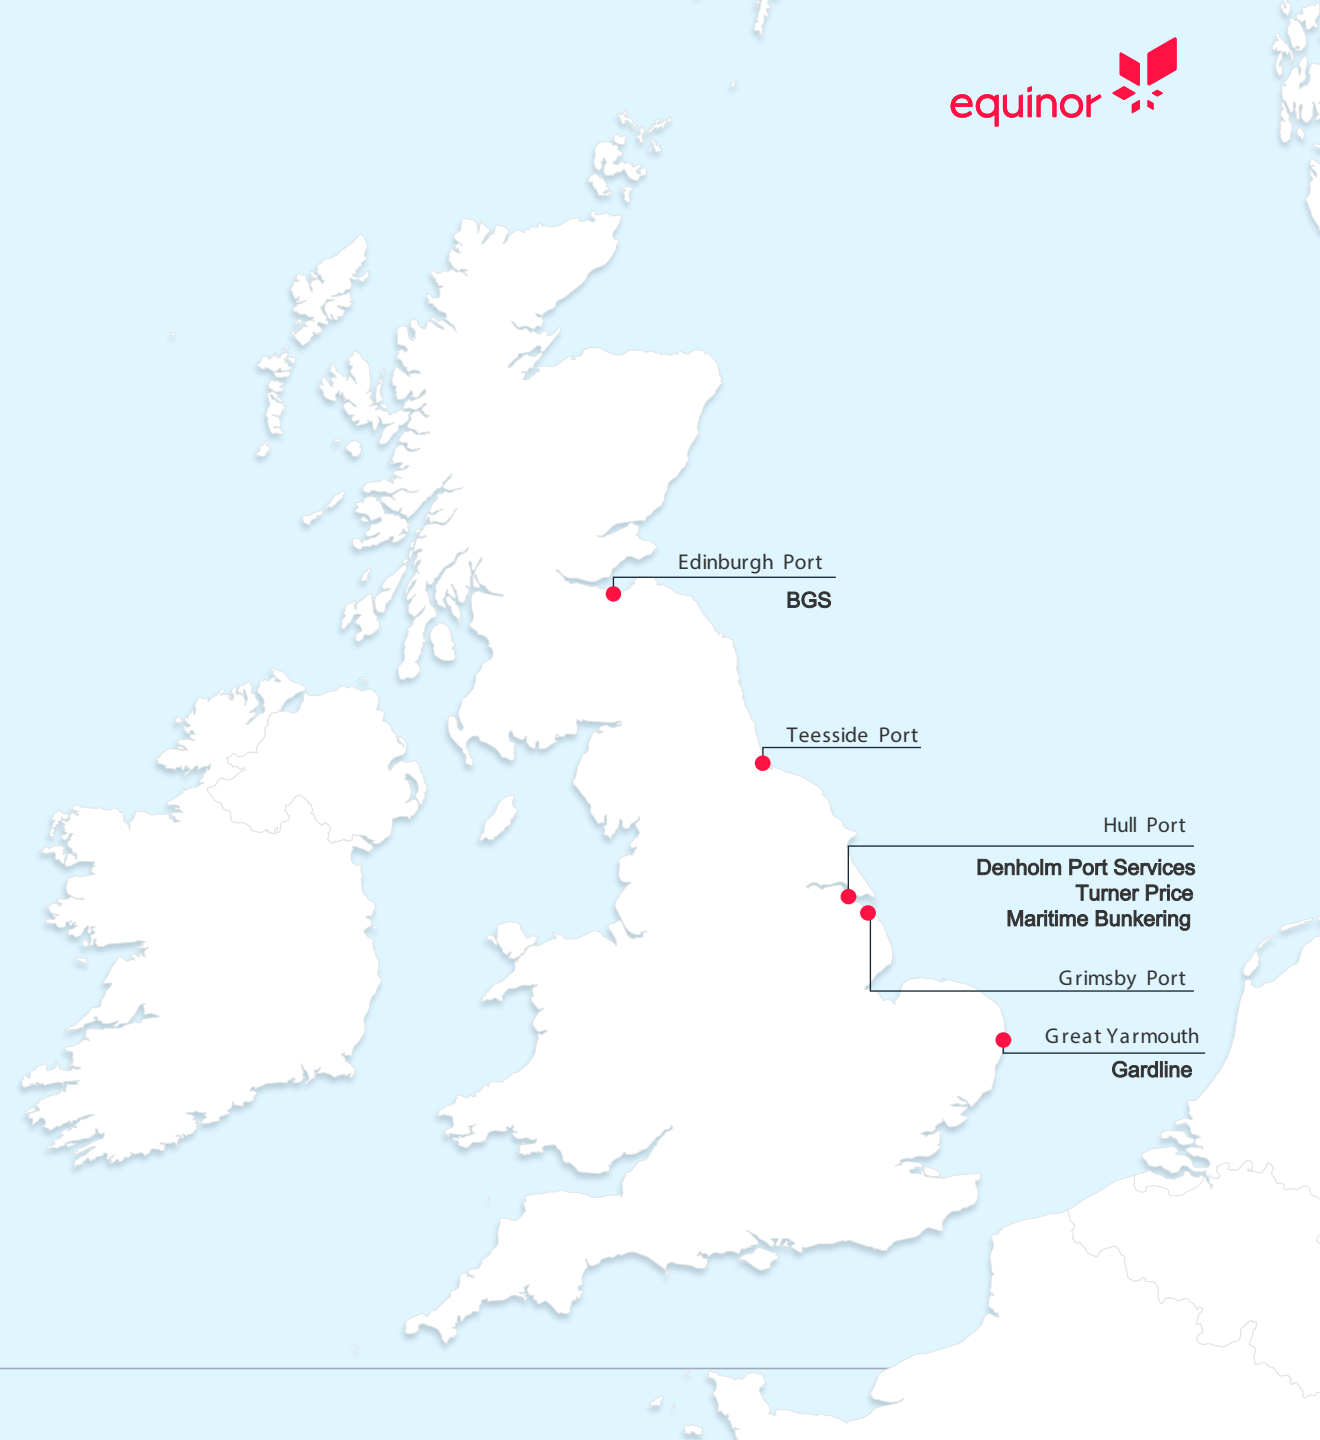 equinor
Edinburgh Port
BGS
Teesside Port
Hull Port
Denholm Port Services
Turner Price
Maritime Bunkering
Grimsby Port
Great Yarmouth
Gardline